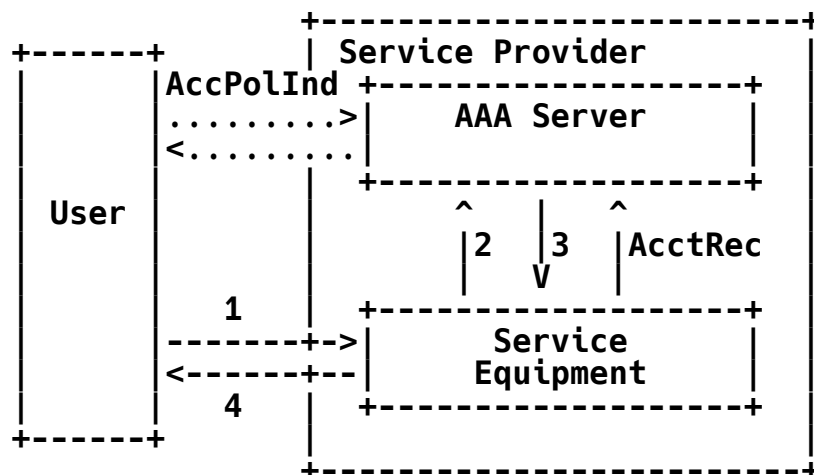 Service Provider
AccPolInd
AAA Server
User
2 3 AcctRec
1
Service
Equipment
4